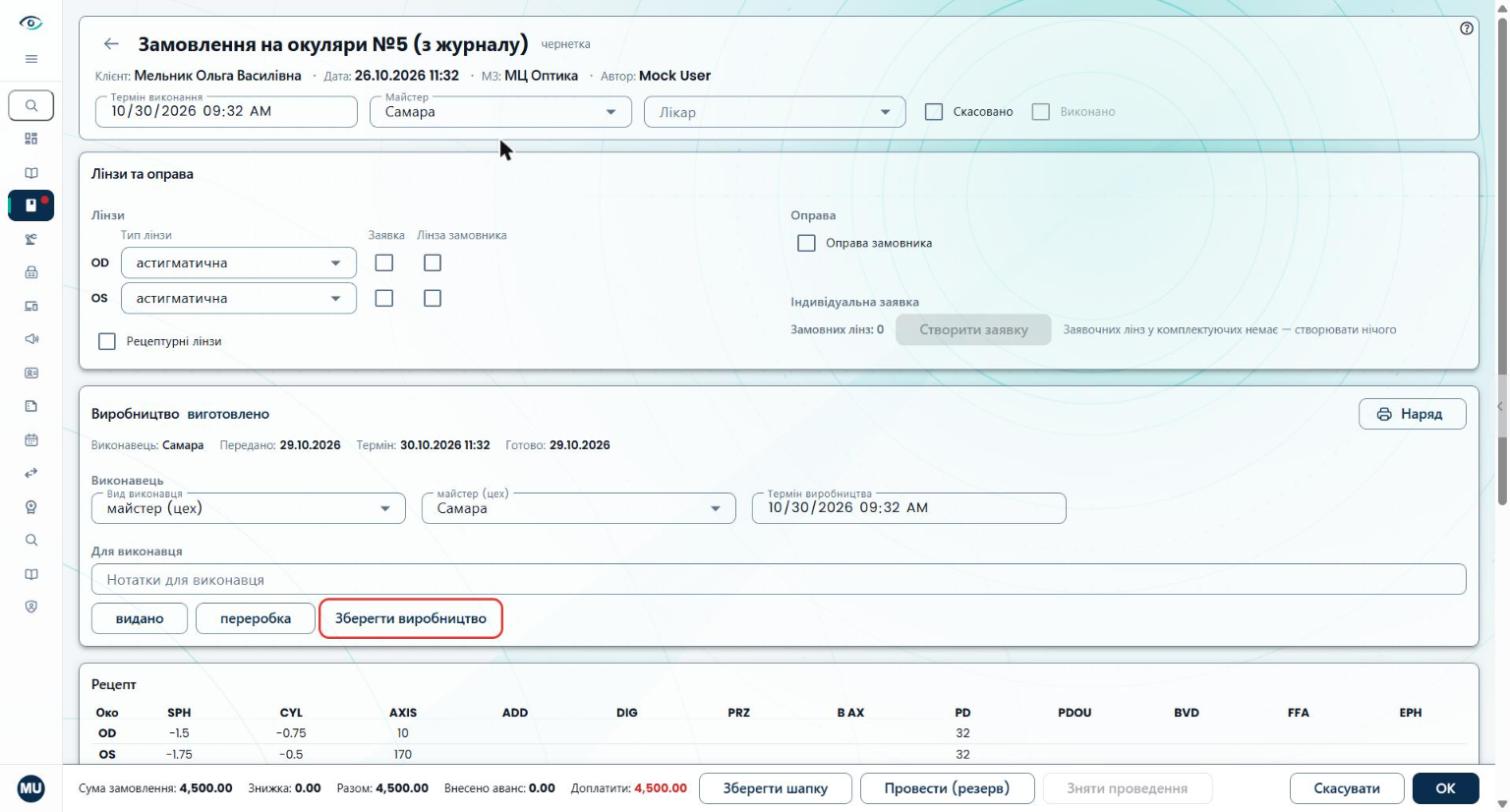 Замовлення на окуляри №5 (з журналу) чернетка
Клієнт: Мельник Ольга Василівна · Дата: 26.10.2026 11:32 · МЗ: МЦ Оптика · Автор: Mock User
Термін виконання Майстер
10/30/2026 09:32 AM Самара Лікар Скасовано Виконано
Лінзи та оправа
Лінзи Оправа
Тип лінзи Заявка Лінза замовника Оправа замовника
OD астигматична
OS астигматична Індивідуальна заявка
Замовних лінз: 0 Створити заявку Заявочних лінз у комплектуючих немає — створювати нічого
Рецептурні лінзи
Виробництво виготовлено Наряд
Виконавець: Самара Передано: 29.10.2026 Термін: 30.10.2026 11:32 Готово: 29.10.2026
Виконавець
Вид виконавця майстер (цех) Термін виробництва
майстер (цех) Самара 10/30/2026 09:32 AM
Для виконавця
Нотатки для виконавця
видано переробка Зберегти виробництво
Рецепт
Око SPH CYL AXIS ADD DIG PRZ B AX PD PDOU BVD FFA EPH
OD -1.5 -0.75 10 32
OS -1.75 -0.5 170 32
MU Сума замовлення: 4,500.00 Знижка: 0.00 Разом: 4,500.00 Внесено аванс: 0.00 Доплатити: 4,500.00 Зберегти шапку Провести (резерв) Зняти проведення Скасувати OK